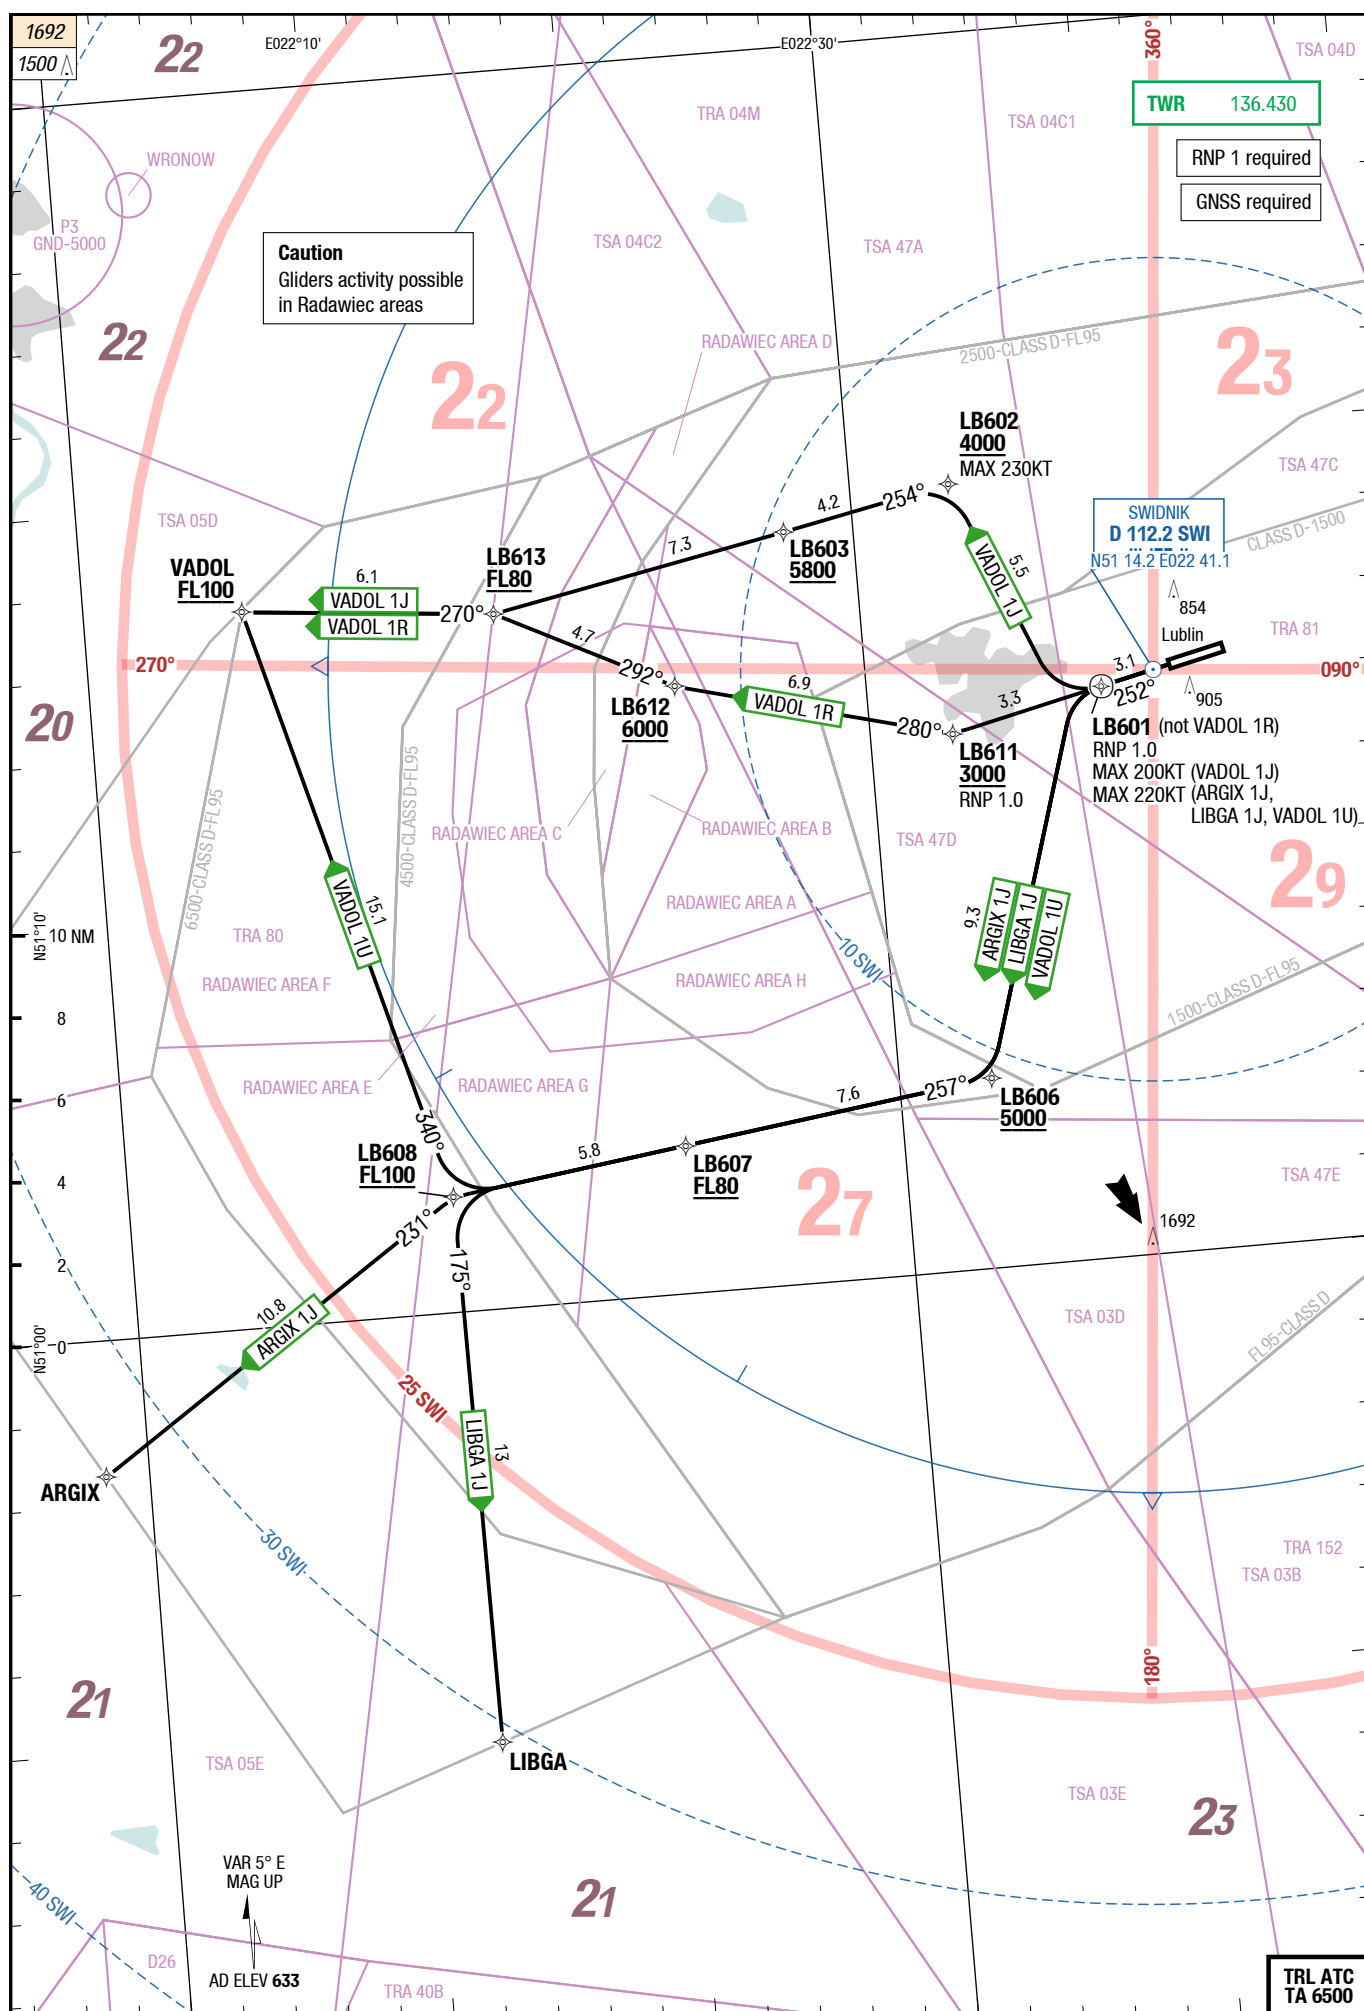 1692
1500
22
E022°10'
E022°30'
360°
TSA 04D
TWR 136.430
TRA 04M
TSA 04C1
RNP 1 required
GNSS required
WRONOW
P3
GND-5000
TSA 04C2
TSA 47A
Caution
Gliders activity possible
in Radawiec areas
22
22
RADAWIEC AREA D
2500-CLASS D-FL95
23
LB602
4000
MAX 230KT
TSA 47C
TSA 05D
4.2
254°
SWIDNIK
D 112.2 SWI
N51 14.2 E022 41.1
CLASS D-1500
VADOL
FL100
LB613
FL80
7.3
LB603
5800
VADOL 1J
5.5
854
6.1
VADOL 1J
VADOL 1R
270°
Lublin
TRA 81
270°
4.7
292°
3.1
252°
090°
LB612
6000
6.9
VADOL 1R
280°
3.3
905
20
LB611
3000
RNP 1.0
LB601 (not VADOL 1R)
RNP 1.0
MAX 200KT (VADOL 1J)
MAX 220KT (ARGIX 1J,
LIBGA 1J, VADOL 1U)
6500-CLASS D-FL95
4500-CLASS D-FL95
RADAWIEC AREA C
RADAWIEC AREA B
TSA 47D
29
VADOL 1U
15.1
RADAWIEC AREA A
9.3
ARGIX 1J
LIBGA 1J
VADOL 1U
N51°10'
10 NM
TRA 80
10 SWI
RADAWIEC AREA F
RADAWIEC AREA H
1500-CLASS D-FL95
8
RADAWIEC AREA E
RADAWIEC AREA G
6
7.6
257°
LB606
5000
340°
LB608
FL100
5.8
LB607
FL80
4
27
TSA 47E
231°
1692
2
175°
10.8
ARGIX 1J
TSA 03D
FL95-CLASS D
N51°00'
0
25 SWI
LIBGA 1J
13
ARGIX
30 SWI
TRA 152
TSA 03B
180°
21
LIBGA
TSA 05E
TSA 03E
23
VAR 5° E
MAG UP
40 SWI
21
D26
AD ELEV 633
TRA 40B
TRL ATC
TA 6500